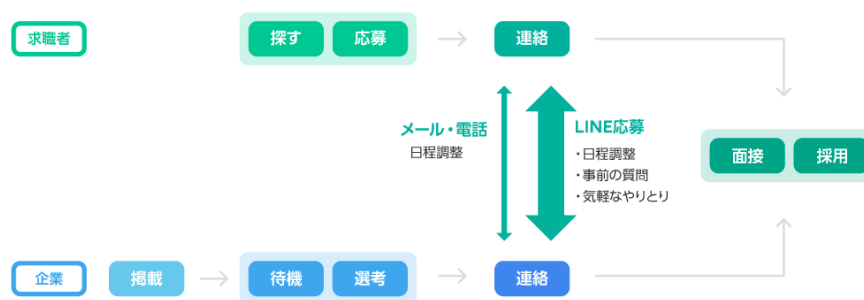 求職者
探す
応募
連絡
メール・電話
日程調整
LINE応募
・日程調整
・事前の質問
・気軽なやりとり
面接
採用
企業
掲載
待機
選考
連絡